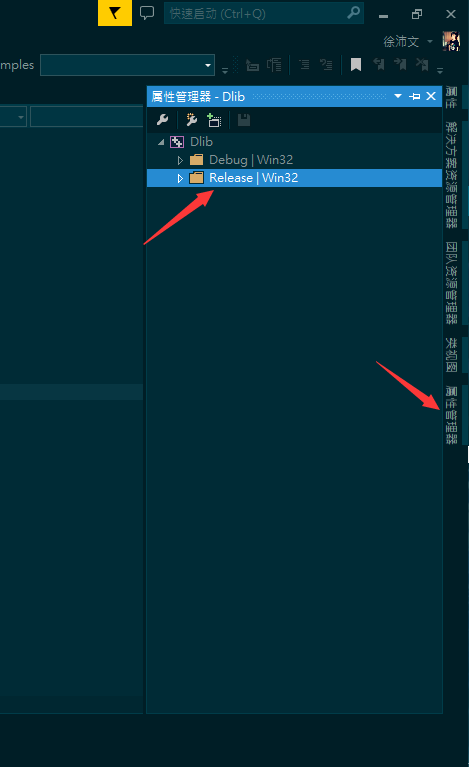 快速启动 (Ctrl+Q)
徐沛文
mples
属性管理器 - Dlib
Dlib
Debug | Win32
Release | Win32
属性
解决方案资源管理器
团队资源管理器
类视图
属性管理器